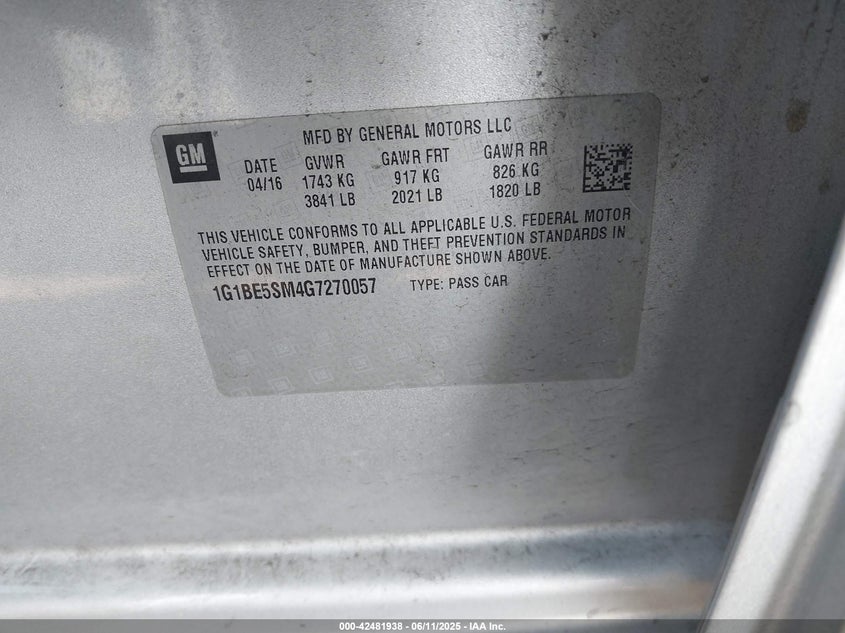 GM
MFD BY GENERAL MOTORS LLC
DATE GVWR GAWR FRT GAWR RR
04/16 1743 KG 917 KG 826 KG
3841 LB 2021 LB 1820 LB
THIS VEHICLE CONFORMS TO ALL APPLICABLE U.S. FEDERAL MOTOR
VEHICLE SAFETY, BUMPER, AND THEFT PREVENTION STANDARDS IN
EFFECT ON THE DATE OF MANUFACTURE SHOWN ABOVE.
1G1BE5SM4G7270057 TYPE: PASS CAR
000-42481938 - 06/11/2025 - IAA Inc.